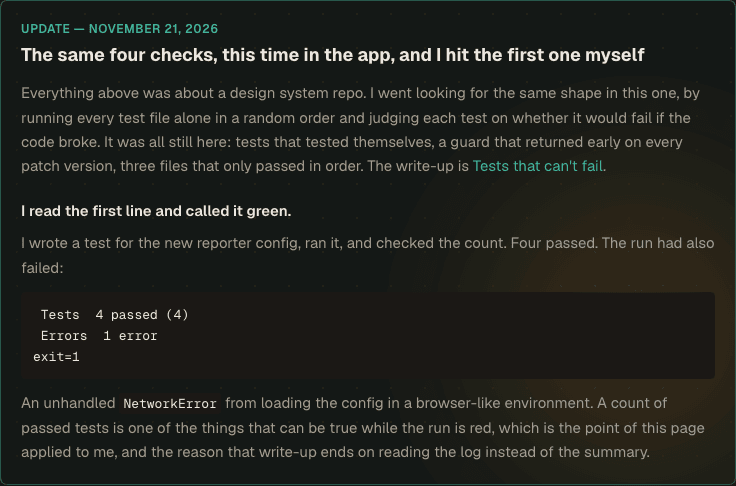 UPDATE — NOVEMBER 21, 2026
The same four checks, this time in the app, and I hit the first one myself
Everything above was about a design system repo. I went looking for the same shape in this one, by
running every test file alone in a random order and judging each test on whether it would fail if the
code broke. It was all still here: tests that tested themselves, a guard that returned early on every
patch version, three files that only passed in order. The write-up is Tests that can't fail.
I read the first line and called it green.
I wrote a test for the new reporter config, ran it, and checked the count. Four passed. The run had also
failed:
Tests  4 passed (4)
Errors  1 error
exit=1
An unhandled NetworkError from loading the config in a browser-like environment. A count of
passed tests is one of the things that can be true while the run is red, which is the point of this page
applied to me, and the reason that write-up ends on reading the log instead of the summary.